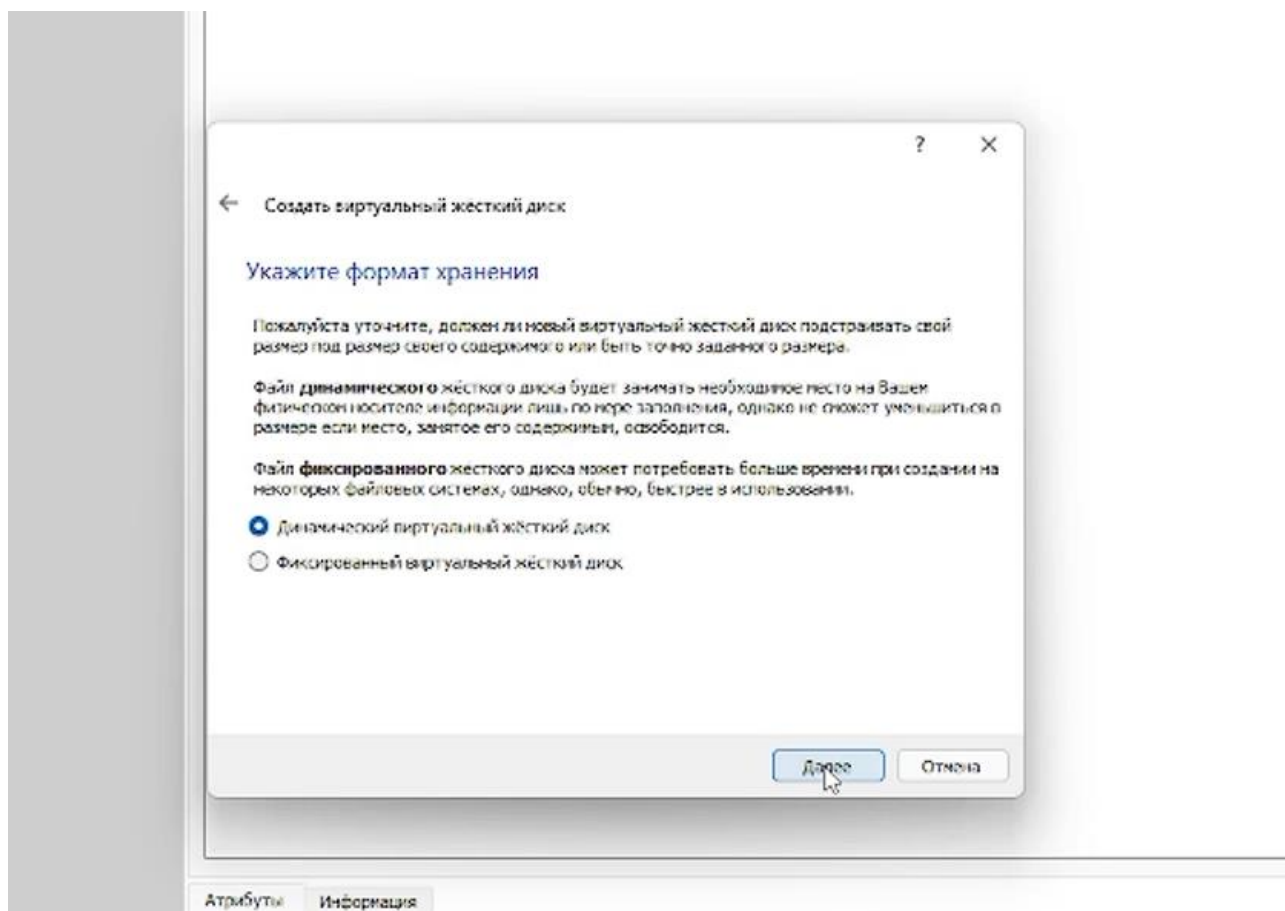 ?
Создать виртуальный жёсткий диск
Укажите формат хранения
Пожалуйста уточните, должен ли новый виртуальный жёсткий диск подстраивать свой
размер под размер своего содержимого или быть точно заданного размера.
Файл динамического жёсткого диска будет занимать необходимое место на Вашем
физическом носителе информации лишь по мере заполнения, однако не сможет уменьшиться в
размере если место, занятое его содержимым, освободится.
Файл фиксированного жёсткого диска может потребовать больше времени при создании на
некоторых файловых системах, однако, обычно, быстрее в использовании.
Динамический виртуальный жёсткий диск
Фиксированный виртуальный жёсткий диск
Далее Отмена
Атрибуты Информация